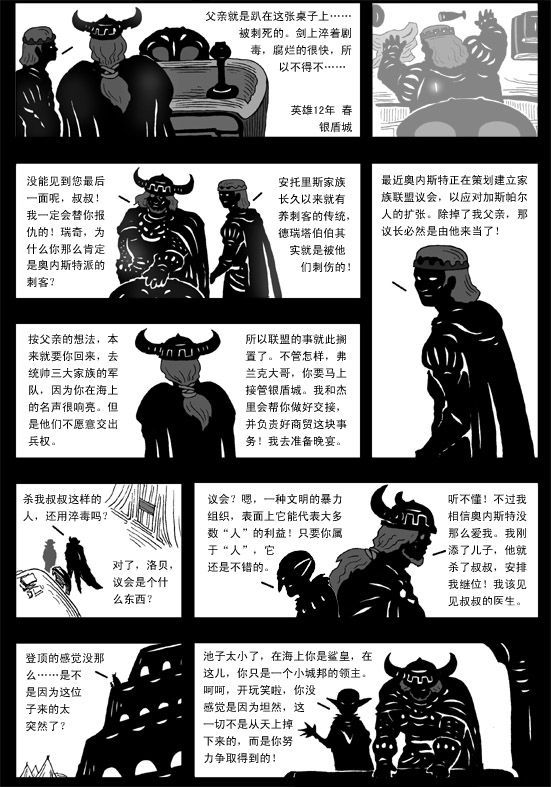 父亲就是趴在这张桌子上……
被刺死的。剑上淬着剧
毒，腐烂的很快，所
以不得不……
英雄12年 春
银盾城
没能见到您最后
一面呢，叔叔！
我一定会替你报
仇的！瑞奇，为
什么你那么肯定
是奥内斯特派的
刺客？
安托里斯家族
长久以来就有
养刺客的传统，
德瑞塔伯伯其
实就是被他
们刺伤的！
最近奥内斯特正在策划建立家
族联盟议会，以应对加斯帕尔
人的扩张。除掉了我父亲，那
议长必然是由他来当了！
按父亲的想法，本
来就要你回来，去
统帅三大家族的军
队，因为你在海上
的名声很响亮。但
是他们不愿意交出
兵权。
所以联盟的事就此搁
置了。不管怎样，弗
兰克大哥，你要马上
接管银盾城。我和杰
里会帮你做好交接，
并负责好商贸这块事
务！我去准备晚宴。
杀我叔叔这样的
人，还用淬毒吗？
对了，洛贝，
议会是个什
么东西？
议会？嗯，一种文明的暴力
组织，表面上它能代表大多
数“人”的利益！只要你属
于“人”，它
还是不错的。
听不懂！不过我
相信奥内斯特没
那么爱我。我刚
添了儿子，他就
杀了叔叔，安排
我继位！我该见
见叔叔的医生。
登顶的感觉没那
么……是不
是因为这位
子来的太
突然了？
池子太小了，在海上你是鲨皇，在
这儿，你只是一个小城邦的领主。
呵呵，开玩笑啦，你没
感觉是因为坦然，这
一切不是从天上掉
下来的，而是你努
力争取得到的！